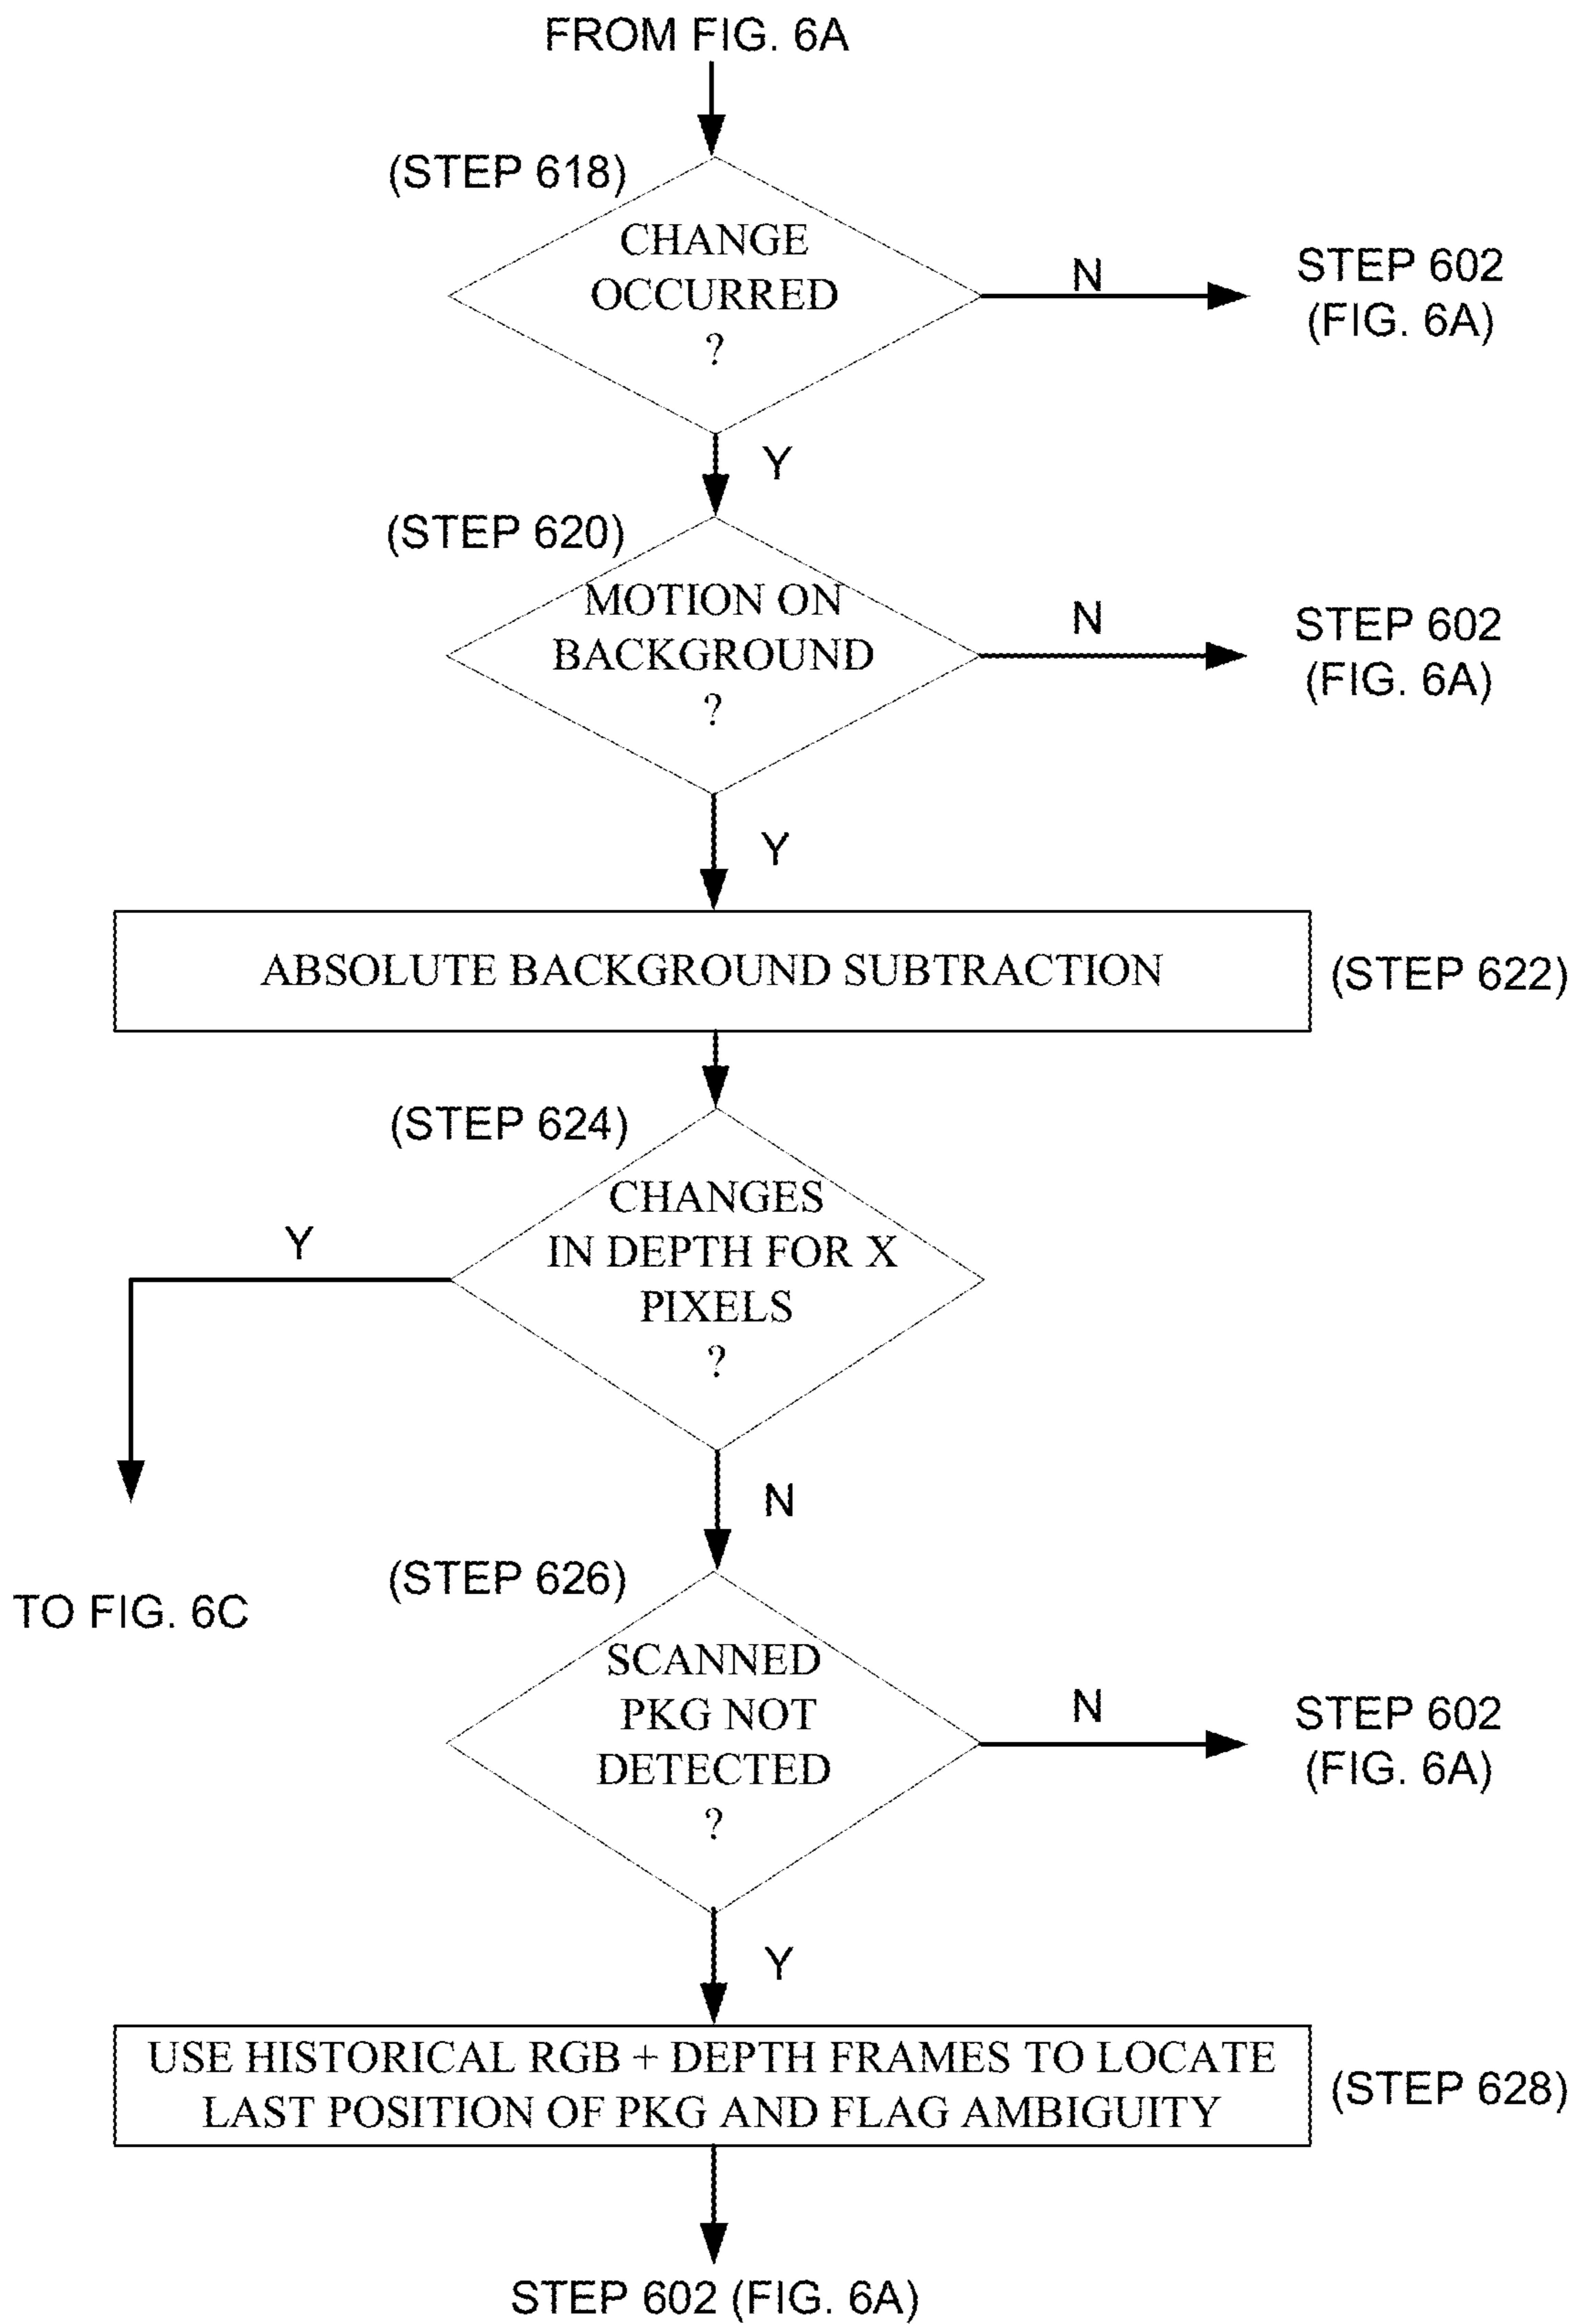 FROM FIG. 6A
(STEP 618)
CHANGE
OCCURRED
?
N
STEP 602
(FIG. 6A)
Y
(STEP 620)
MOTION ON
BACKGROUND
?
N
STEP 602
(FIG. 6A)
Y
ABSOLUTE BACKGROUND SUBTRACTION
(STEP 622)
(STEP 624)
CHANGES
IN DEPTH FOR X
PIXELS
?
Y
TO FIG. 6C
N
(STEP 626)
SCANNED
PKG NOT
DETECTED
?
N
STEP 602
(FIG. 6A)
Y
USE HISTORICAL RGB + DEPTH FRAMES TO LOCATE
LAST POSITION OF PKG AND FLAG AMBIGUITY
(STEP 628)
STEP 602 (FIG. 6A)